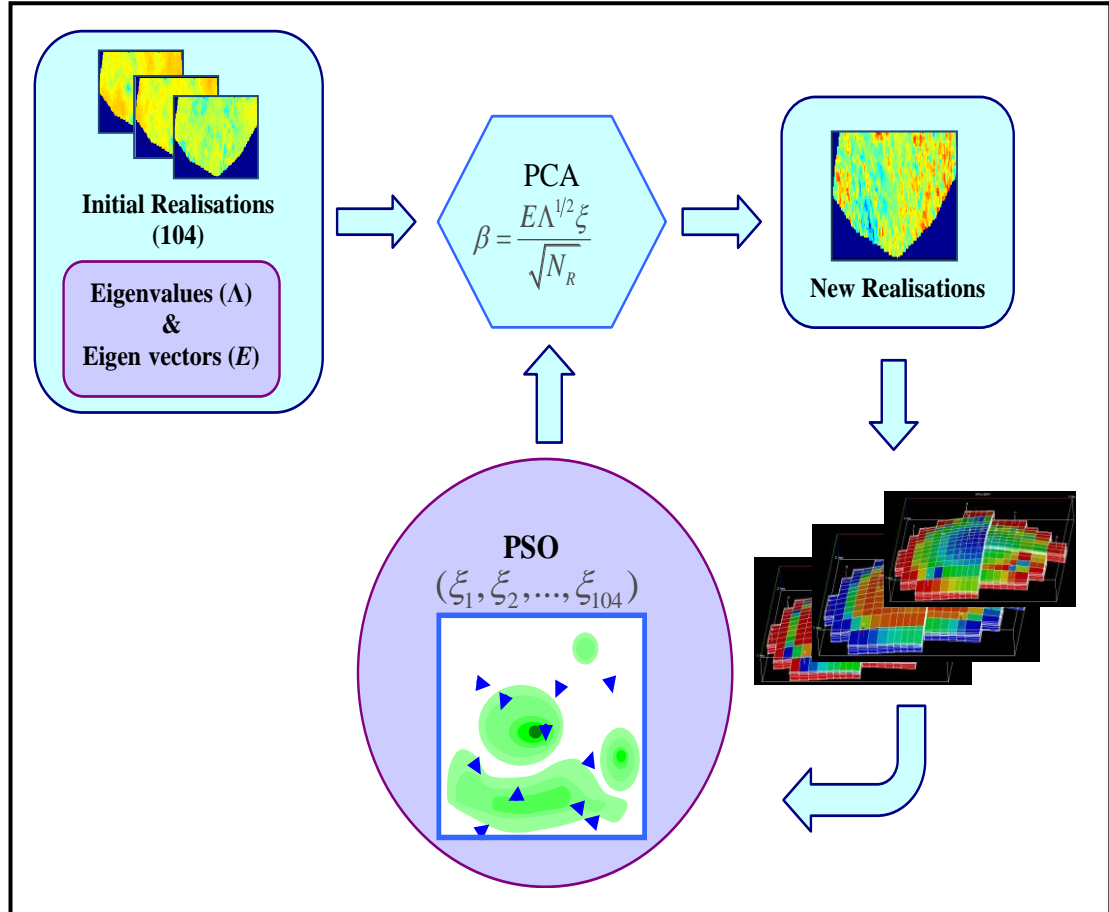 Initial Realisations
(104)
Eigenvalues (Λ)
&
Eigen vectors (E)
PCA
β = EΛ^{1/2}ξ / √N_R
New Realisations
PSO
(ξ₁, ξ₂, ..., ξ₁₀₄)